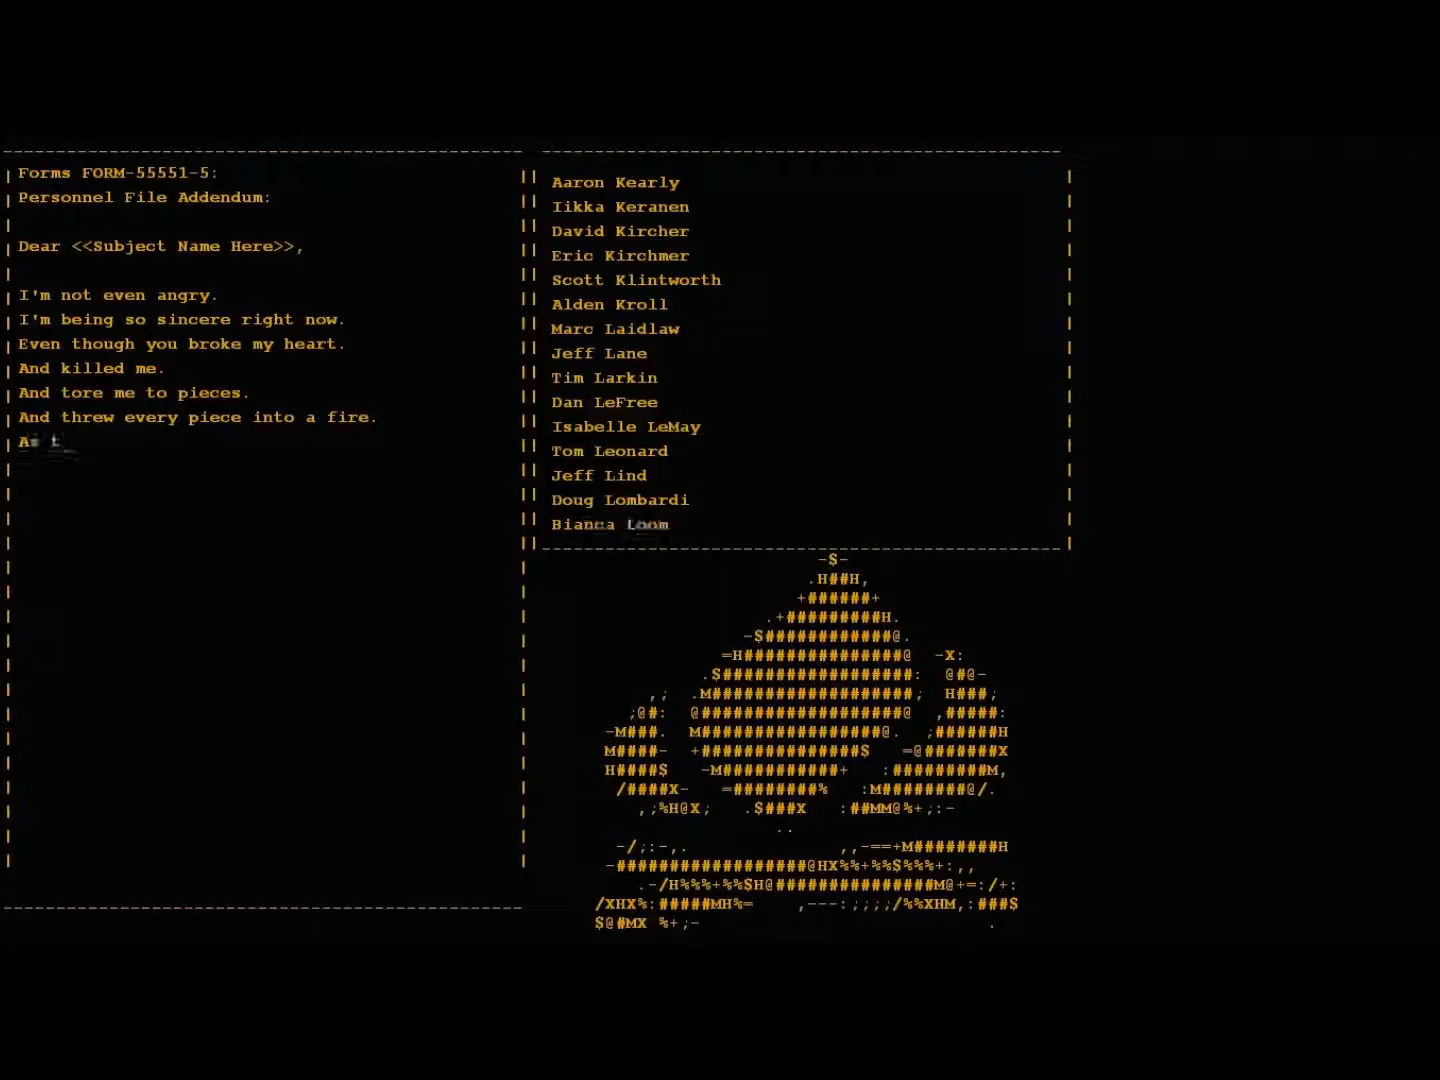 Forms FORM-55551-5:
Personnel File Addendum:
Dear <<Subject Name Here>>,
I'm not even angry.
I'm being so sincere right now.
Even though you broke my heart.
And killed me.
And tore me to pieces.
And threw every piece into a fire.
Aaron Kearly
Iikka Keranen
David Kircher
Eric Kirchmer
Scott Klintworth
Alden Kroll
Marc Laidlaw
Jeff Lane
Tim Larkin
Dan LeFree
Isabelle LeMay
Tom Leonard
Jeff Lind
Doug Lombardi
Bianca Loom